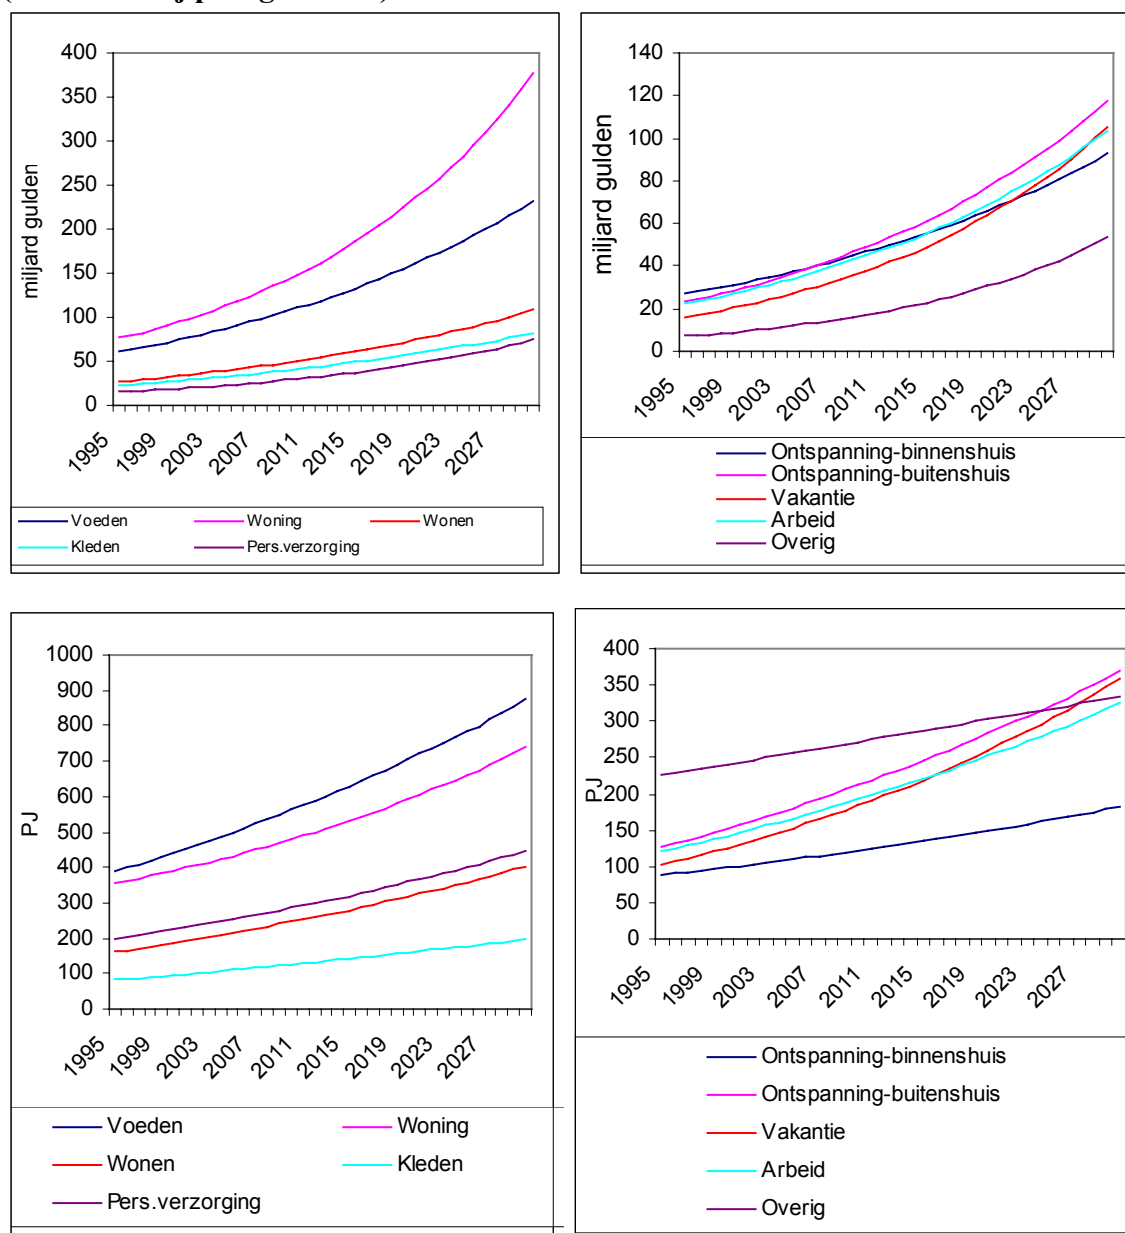 400
350
300
250
200
150
100
50
0
miljard gulden
1995 1999 2003 2007 2011 2015 2019 2023 2027
Voeden Woning Wonen
Kleden Pers.verzorging
140
120
100
80
60
40
20
0
miljard gulden
1995 1999 2003 2007 2011 2015 2019 2023 2027
Ontspanning-binnenshuis
Ontspanning-buitenshuis
Vakantie
Arbeid
Overig
1000
900
800
700
600
500
400
300
200
100
0
PJ
1995 1999 2003 2007 2011 2015 2019 2023 2027
Voeden Woning
Wonen Kleden
Pers.verzorging
400
350
300
250
200
150
100
50
0
PJ
1995 1999 2003 2007 2011 2015 2019 2023 2027
Ontspanning-binnenshuis
Ontspanning-buitenshuis
Vakantie
Arbeid
Overig